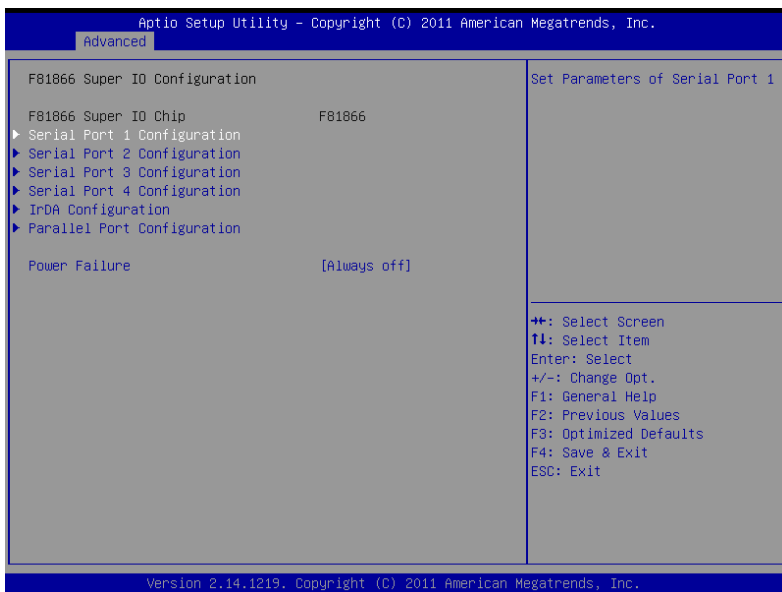 Aptio Setup Utility – Copyright (C) 2011 American Megatrends, Inc.
Advanced
F81866 Super IO Configuration
F81866 Super IO Chip F81866
Serial Port 1 Configuration
Serial Port 2 Configuration
Serial Port 3 Configuration
Serial Port 4 Configuration
IrDA Configuration
Parallel Port Configuration
Power Failure [Always off]
Set Parameters of Serial Port 1
→←: Select Screen
↑↓: Select Item
Enter: Select
+/-: Change Opt.
F1: General Help
F2: Previous Values
F3: Optimized Defaults
F4: Save & Exit
ESC: Exit
Version 2.14.1219. Copyright (C) 2011 American Megatrends, Inc.